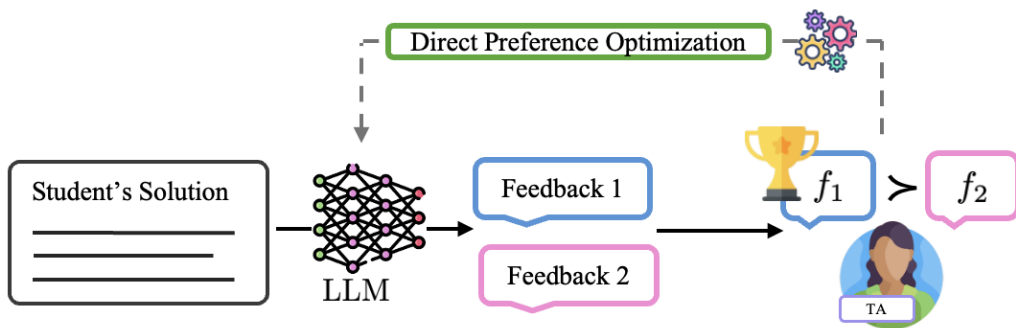 Direct Preference Optimization
Student's Solution
LLM
Feedback 1
Feedback 2
f₁ ≻ f₂
TA